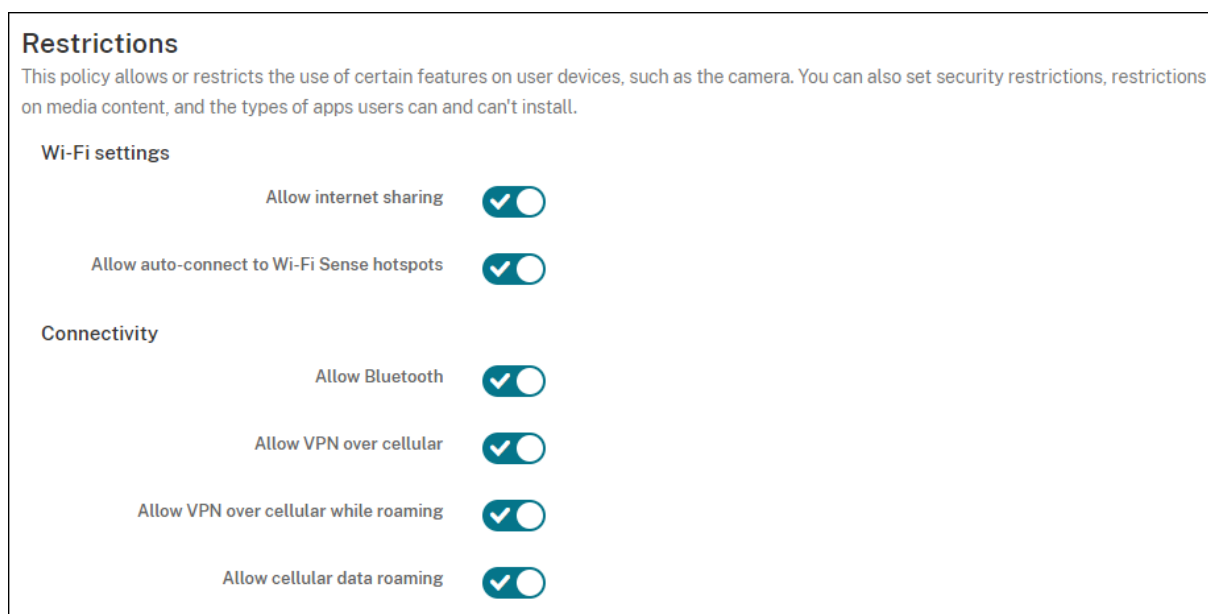 Restrictions
This policy allows or restricts the use of certain features on user devices, such as the camera. You can also set security restrictions, restrictions
on media content, and the types of apps users can and can't install.
Wi-Fi settings
Allow internet sharing
Allow auto-connect to Wi-Fi Sense hotspots
Connectivity
Allow Bluetooth
Allow VPN over cellular
Allow VPN over cellular while roaming
Allow cellular data roaming